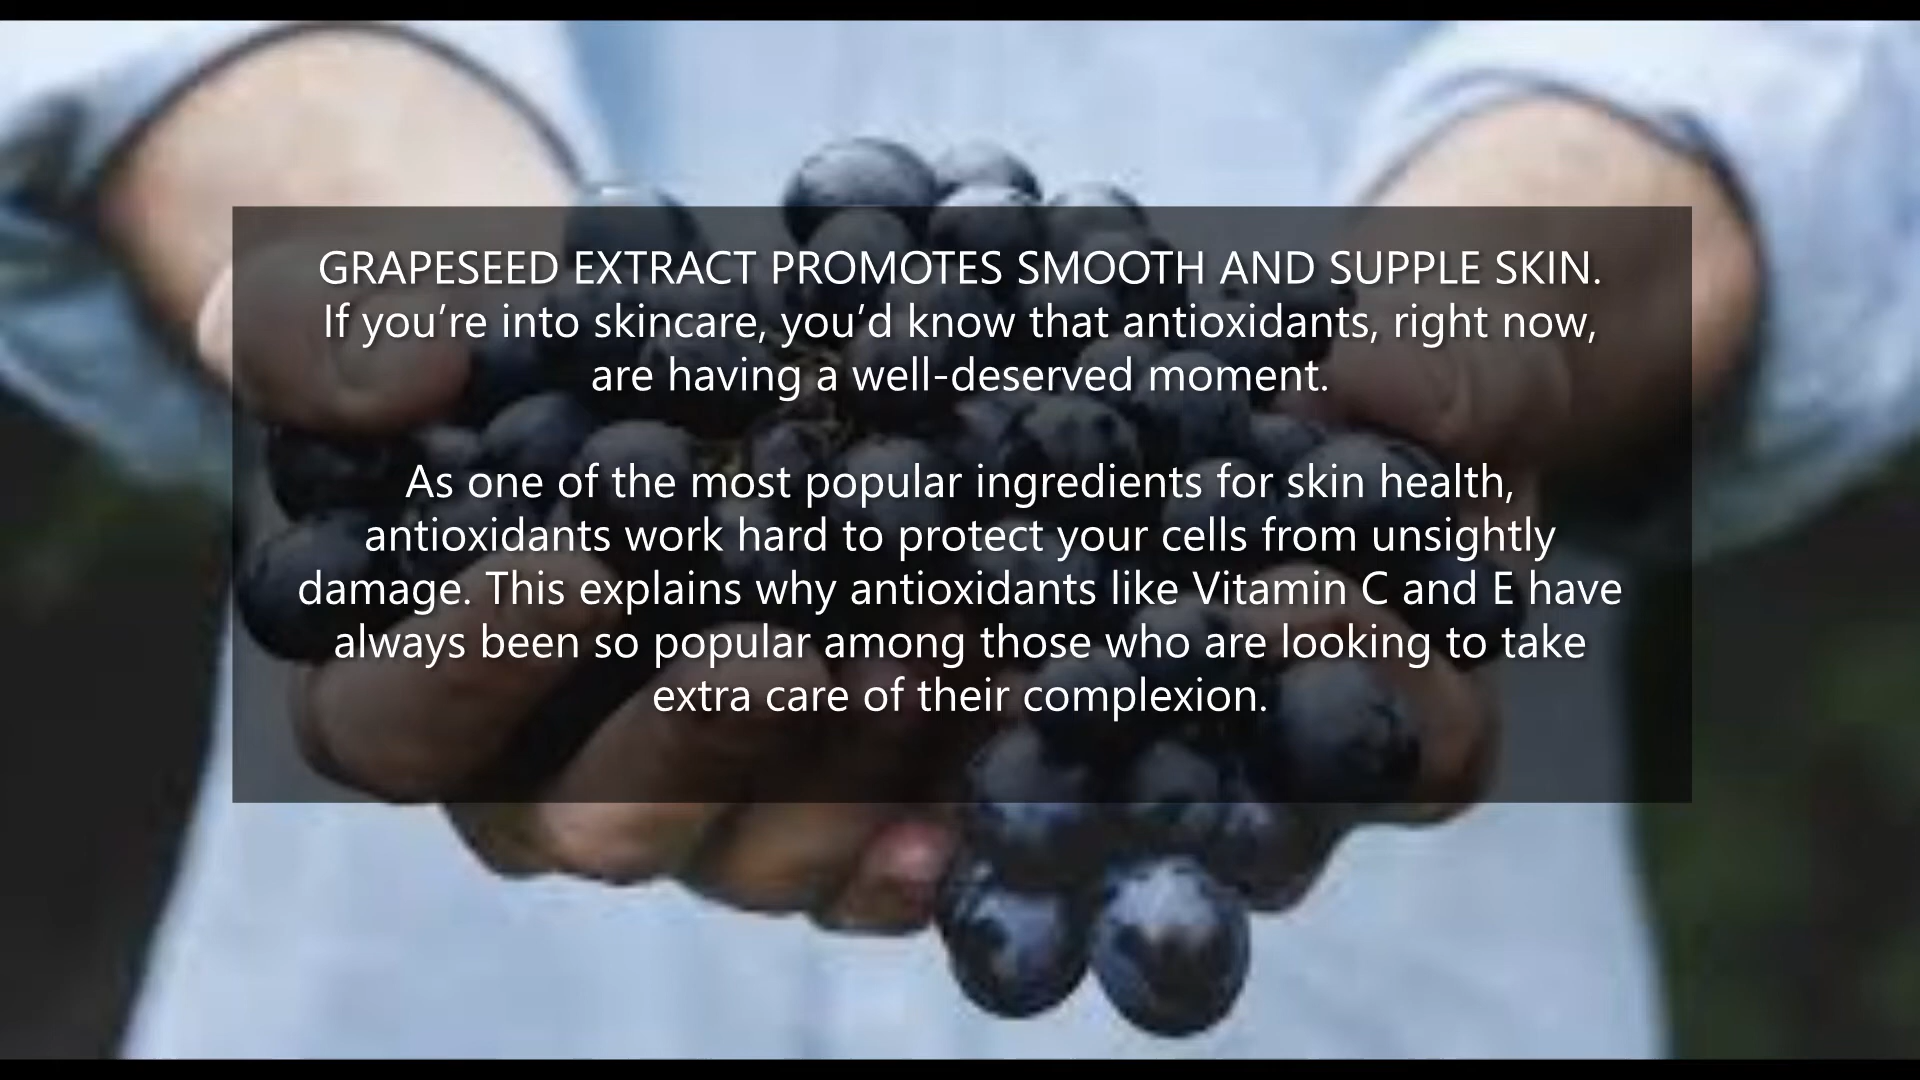 GRAPESEED EXTRACT PROMOTES SMOOTH AND SUPPLE SKIN.
If you’re into skincare, you’d know that antioxidants, right now,
are having a well-deserved moment.
As one of the most popular ingredients for skin health,
antioxidants work hard to protect your cells from unsightly
damage. This explains why antioxidants like Vitamin C and E have
always been so popular among those who are looking to take
extra care of their complexion.